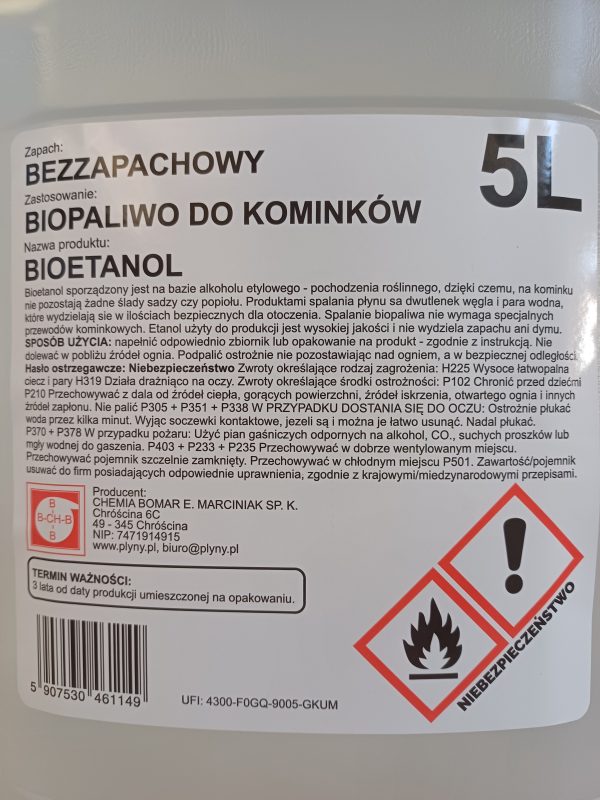 Zapach:
BEZZAPACHOWY
5L
Zastosowanie:
BIOPALIWO DO KOMINKÓW
Nazwa produktu:
BIOETANOL
Bioetanol sporządzony jest na bazie alkoholu etylowego - pochodzenia roślinnego, dzięki czemu, na kominku
nie pozostają żadne ślady sadzy czy popiołu. Produktami spalania płynu sa dwutlenek węgla i para wodna,
które wydzielają sie w ilościach bezpiecznych dla otoczenia. Spalanie biopaliwa nie wymaga specjalnych
przewodów kominkowych. Etanol użyty do produkcji jest wysokiej jakości i nie wydziela zapachu ani dymu.
SPOSÓB UŻYCIA: napełnić odpowiednio zbiornik lub opakowanie na produkt - zgodnie z instrukcją. Nie
dolewać w pobliżu źródeł ognia. Podpalić ostrożnie nie pozostawiając nad ogniem, a w bezpiecznej odległości.
Hasło ostrzegawcze: Niebezpieczeństwo Zwroty określające rodzaj zagrożenia: H225 Wysoce łatwopalna
ciecz i pary H319 Działa drażniąco na oczy. Zwroty określające środki ostrożności: P102 Chronić przed dziećmi
P210 Przechowywać z dala od źródeł ciepła, gorących powierzchni, źródeł iskrzenia, otwartego ognia i innych
źródeł zapłonu. Nie palić P305 + P351 + P338 W PRZYPADKU DOSTANIA SIĘ DO OCZU: Ostrożnie płukać
woda przez kilka minut. Wyjąc soczewki kontaktowe, jezeli są i można je łatwo usunąć. Nadal płukać.
P370 + P378 W przypadku pożaru: Użyć pian gaśniczych odpornych na alkohol, CO., suchych proszków lub
mgły wodnej do gaszenia. P403 + P233 + P235 Przechowywać w dobrze wentylowanym miejscu.
Przechowywać pojemnik szczelnie zamknięty. Przechowywać w chłodnym miejscu P501. Zawartość/pojemnik
usuwać do firm posiadających odpowiednie uprawnienia, zgodnie z krajowymi/miedzynarodowymi przepisami.
B
B-CH-B
B
Producent:
CHEMIA BOMAR E. MARCINIAK SP. K.
Chróścina 6C
49 - 345 Chróścina
NIP: 7471914915
www.plyny.pl, biuro@plyny.pl
TERMIN WAŻNOŚCI:
3 lata od daty produkcji umieszczonej na opakowaniu.
NIEBEZPIECZEŃSTWO
5 907530 461149
UFI: 4300-F0GQ-9005-GKUM